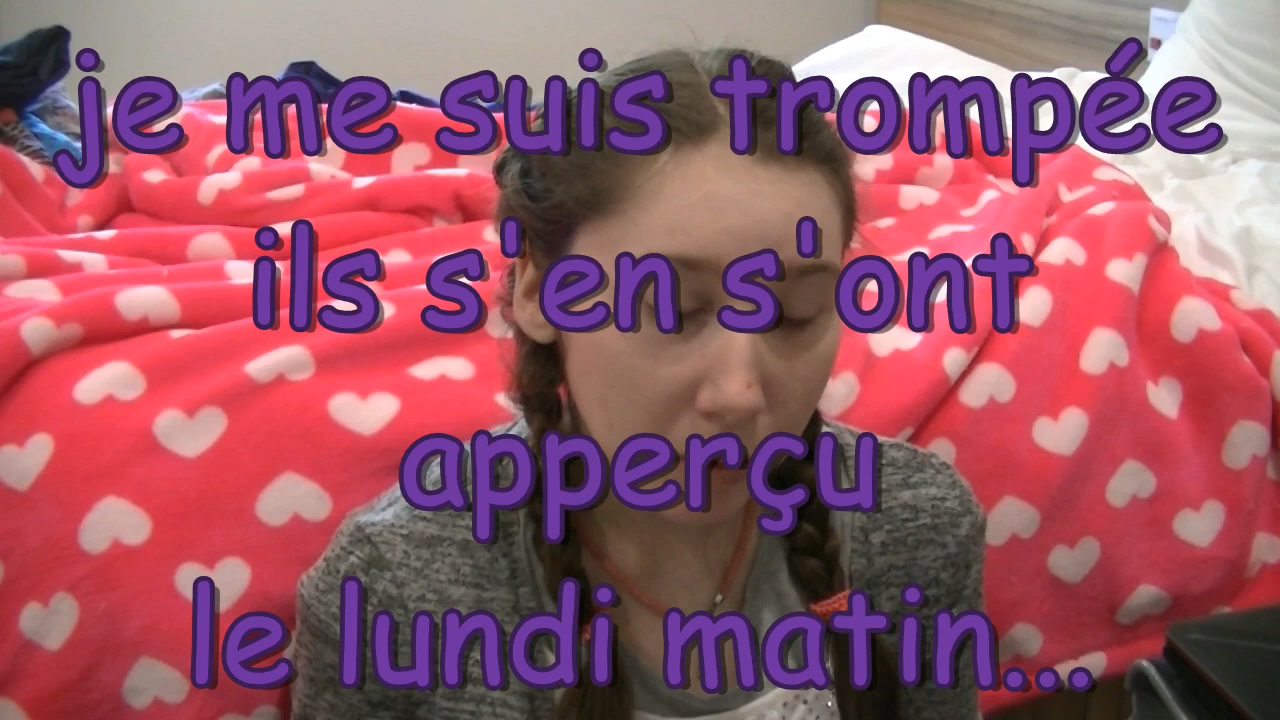 je me suis trompée
ils s'en s'ont
apperçu
le lundi matin...